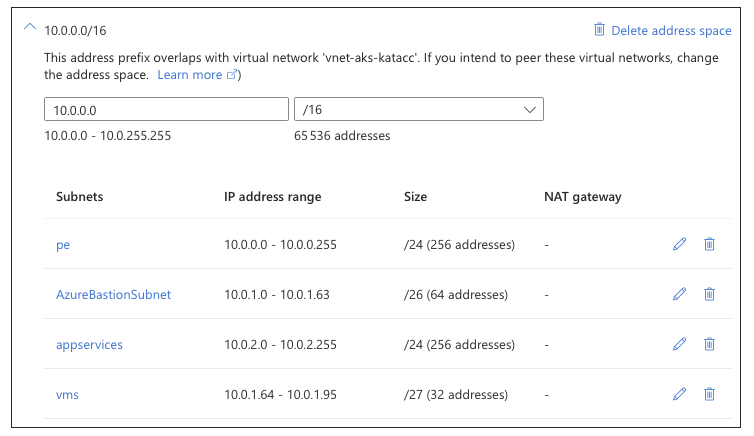 10.0.0.0/16 Delete address space
This address prefix overlaps with virtual network 'vnet-aks-katacc'. If you intend to peer these virtual networks, change
the address space. Learn more )
10.0.0.0 /16
10.0.0.0 - 10.0.255.255 65 536 addresses
Subnets IP address range Size NAT gateway
pe 10.0.0.0 - 10.0.0.255 /24 (256 addresses) -
AzureBastionSubnet 10.0.1.0 - 10.0.1.63 /26 (64 addresses) -
appservices 10.0.2.0 - 10.0.2.255 /24 (256 addresses) -
vms 10.0.1.64 - 10.0.1.95 /27 (32 addresses) -